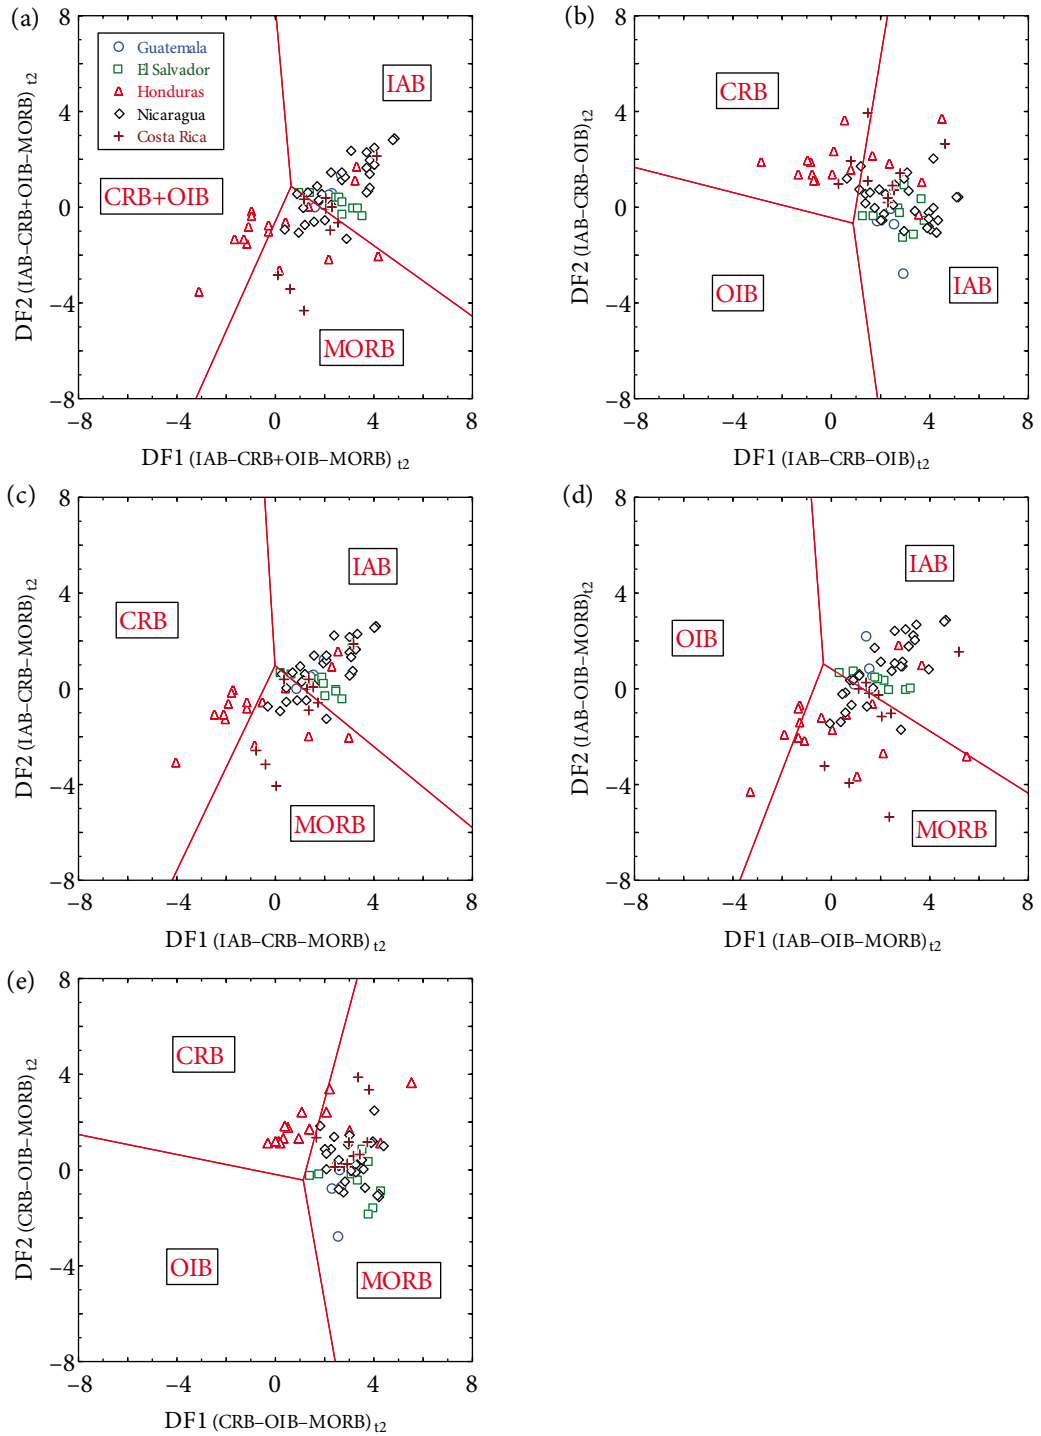 (a)
8
4
0
−4
−8
DF2 (IAB–CRB+OIB–MORB) t2
Guatemala
El Salvador
Honduras
Nicaragua
Costa Rica
IAB
CRB+OIB
MORB
−8 −4 0 4 8
DF1 (IAB–CRB+OIB–MORB) t2
(b)
8
4
0
−4
−8
DF2 (IAB–CRB–OIB)t2
CRB
OIB
IAB
−8 −4 0 4 8
DF1 (IAB–CRB–OIB)t2
(c)
8
4
0
−4
−8
DF2 (IAB–CRB–MORB)t2
IAB
CRB
MORB
−8 −4 0 4 8
DF1 (IAB–CRB–MORB)t2
(d)
8
4
0
−4
−8
DF2 (IAB–OIB–MORB)t2
IAB
OIB
MORB
−8 −4 0 4 8
DF1 (IAB–OIB–MORB)t2
(e)
8
4
0
−4
−8
DF2 (CRB–OIB–MORB)t2
CRB
OIB
MORB
−8 −4 0 4 8
DF1 (CRB–OIB–MORB)t2